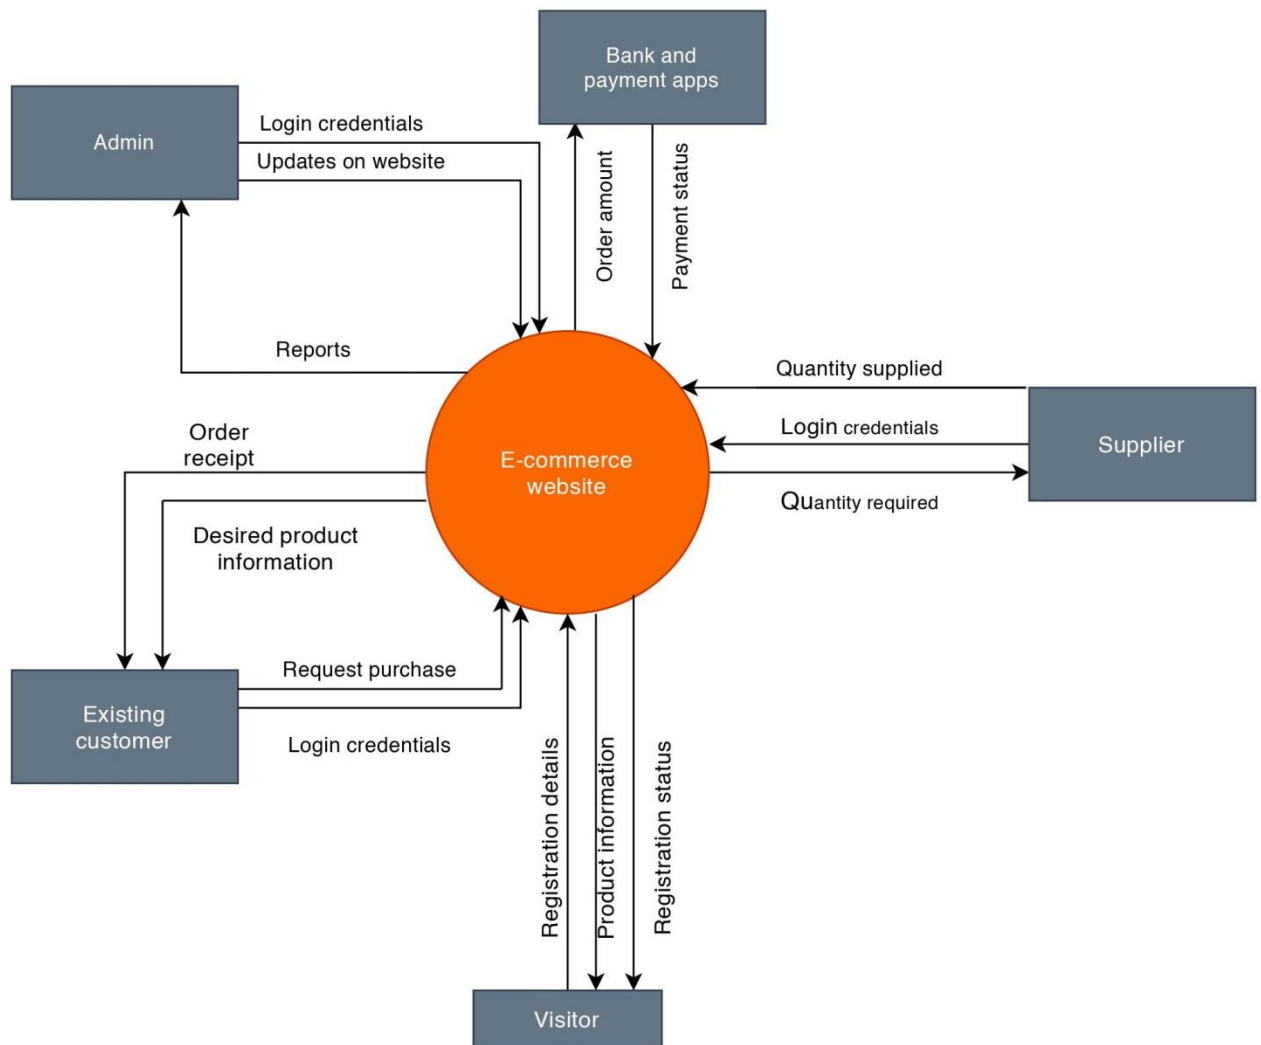 Bank and
payment apps
Admin
Login credentials
Updates on website
Order amount
Payment status
Reports
Quantity supplied
Login credentials
Supplier
Quantity required
E-commerce
website
Order
receipt
Desired product
information
Request purchase
Existing
customer
Login credentials
Registration details
Product information
Registration status
Visitor